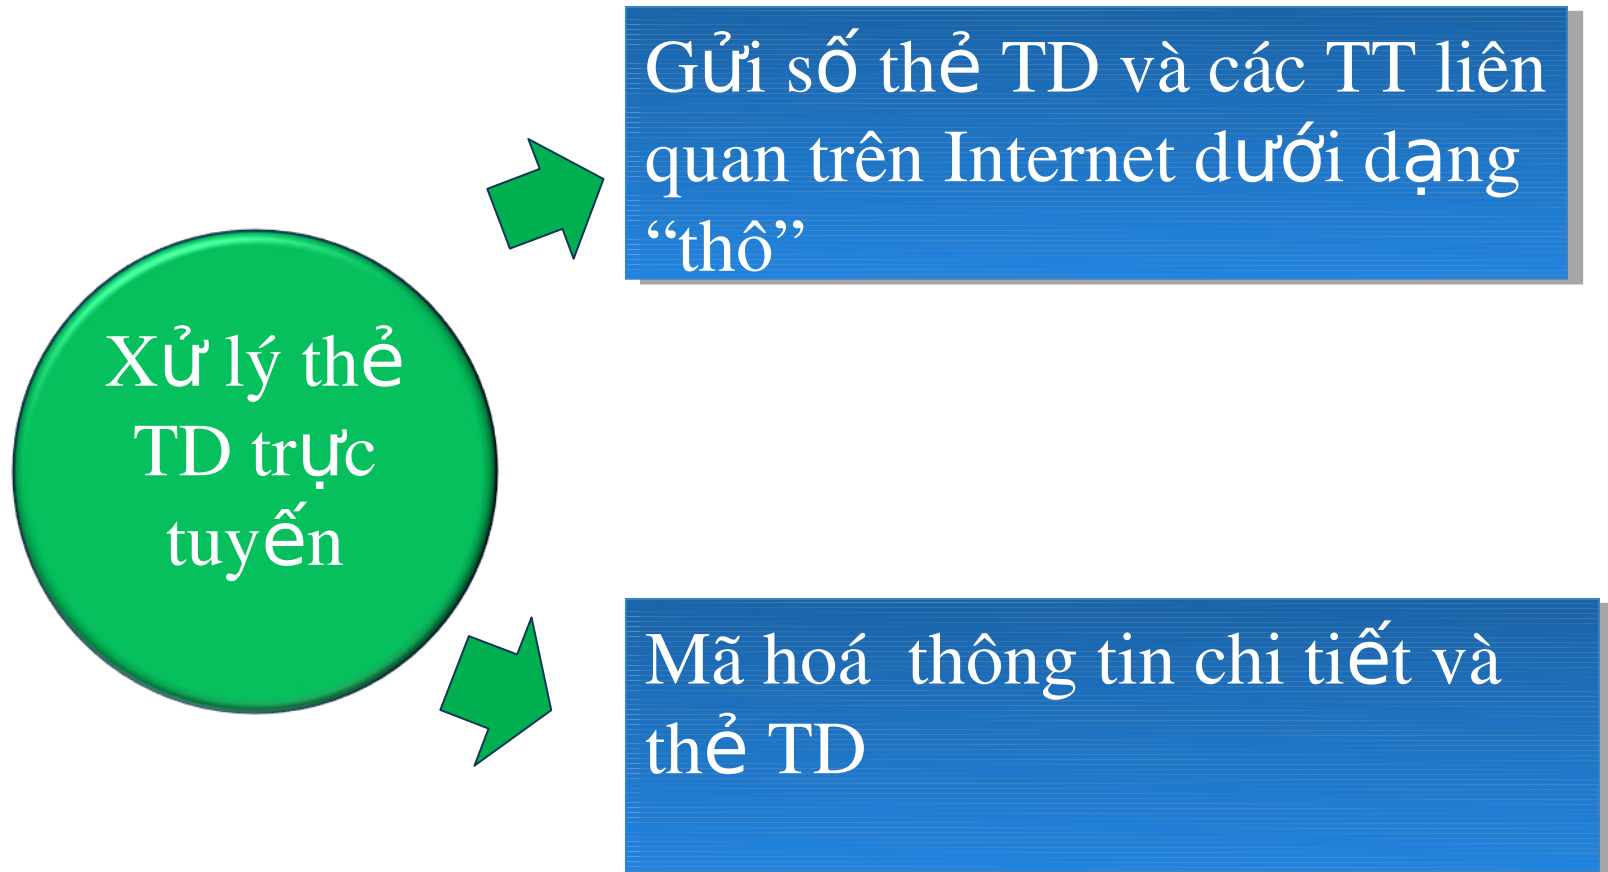 Gửi số thẻ TD và các TT liên
quan trên Internet dưới dạng
“thô”
Xử lý thẻ
TD trực
tuyến
Mã hoá  thông tin chi tiết và
thẻ TD